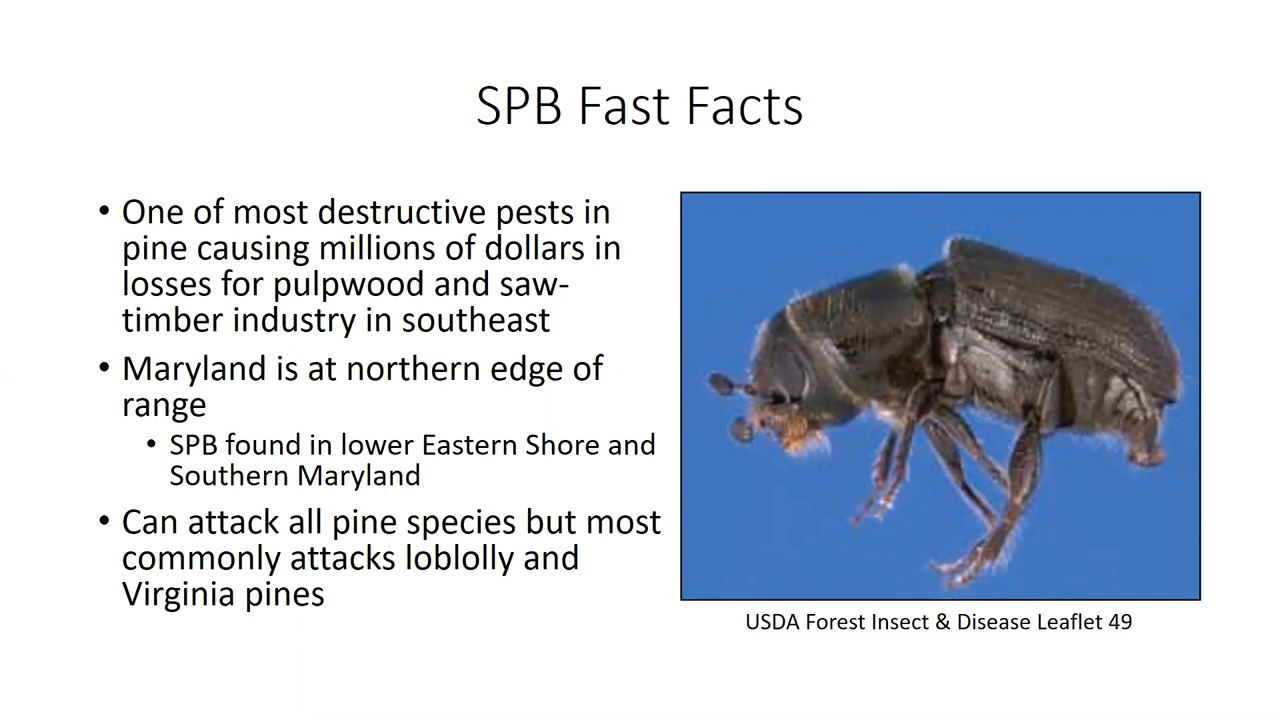 SPB Fast Facts
• One of most destructive pests in
pine causing millions of dollars in
losses for pulpwood and saw-
timber industry in southeast
• Maryland is at northern edge of
range
• SPB found in lower Eastern Shore and
Southern Maryland
• Can attack all pine species but most
commonly attacks loblolly and
Virginia pines
USDA Forest Insect & Disease Leaflet 49